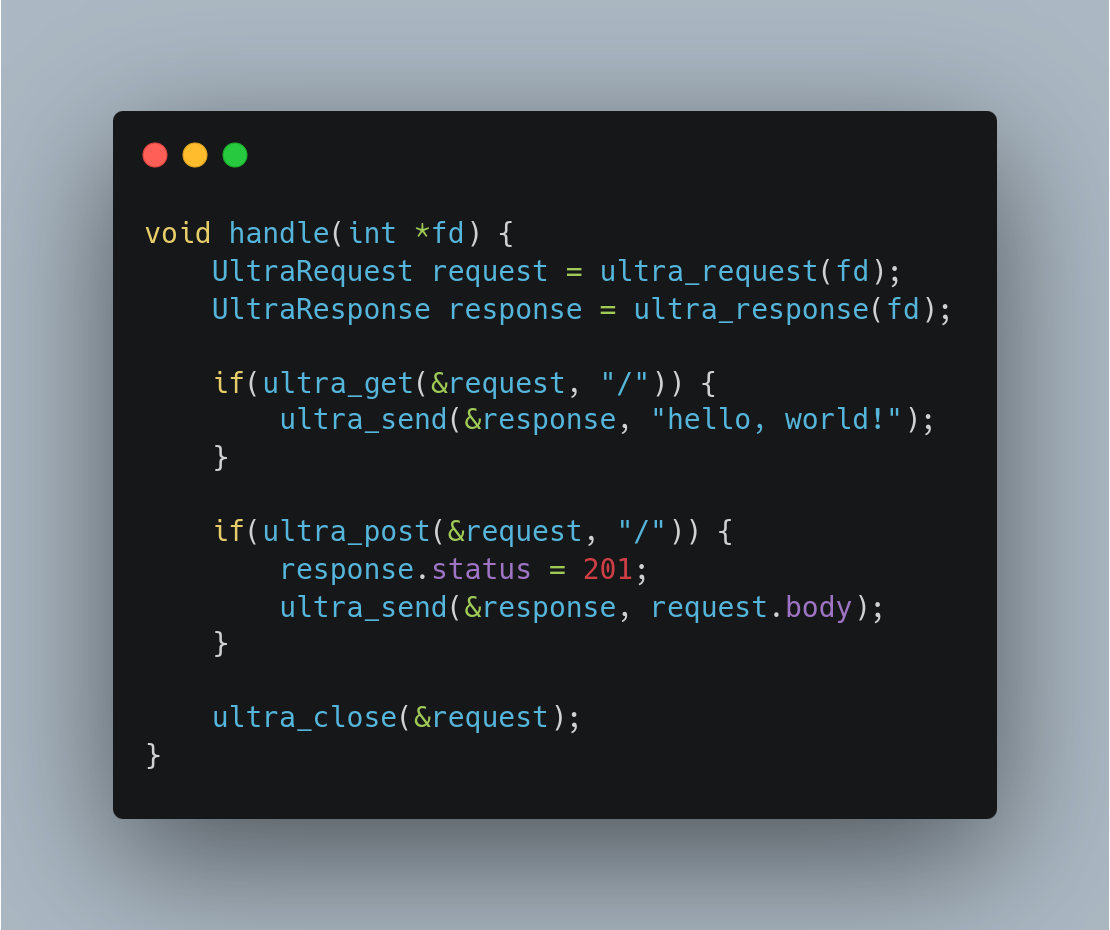 void handle(int *fd) {
    UltraRequest request = ultra_request(fd);
    UltraResponse response = ultra_response(fd);

    if(ultra_get(&request, "/")) {
        ultra_send(&response, "hello, world!");
    }

    if(ultra_post(&request, "/")) {
        response.status = 201;
        ultra_send(&response, request.body);
    }

    ultra_close(&request);
}